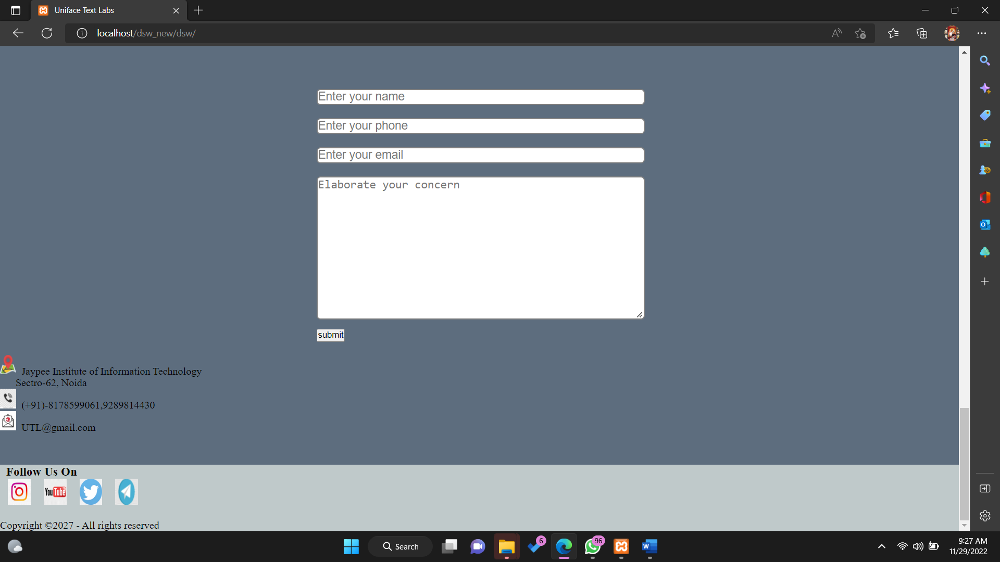 Uniface Text Labs
localhost/dsw_new/dsw/
Enter your name
Enter your phone
Enter your email
Elaborate your concern
submit
Jaypee Institute of Information Technology
Sectro-62, Noida
(+91)-8178599061,9289814430
UTL@gmail.com
Follow Us On
YouTube
Copyright ©2027 - All rights reserved
Search
6
96
9:27 AM
11/29/2022